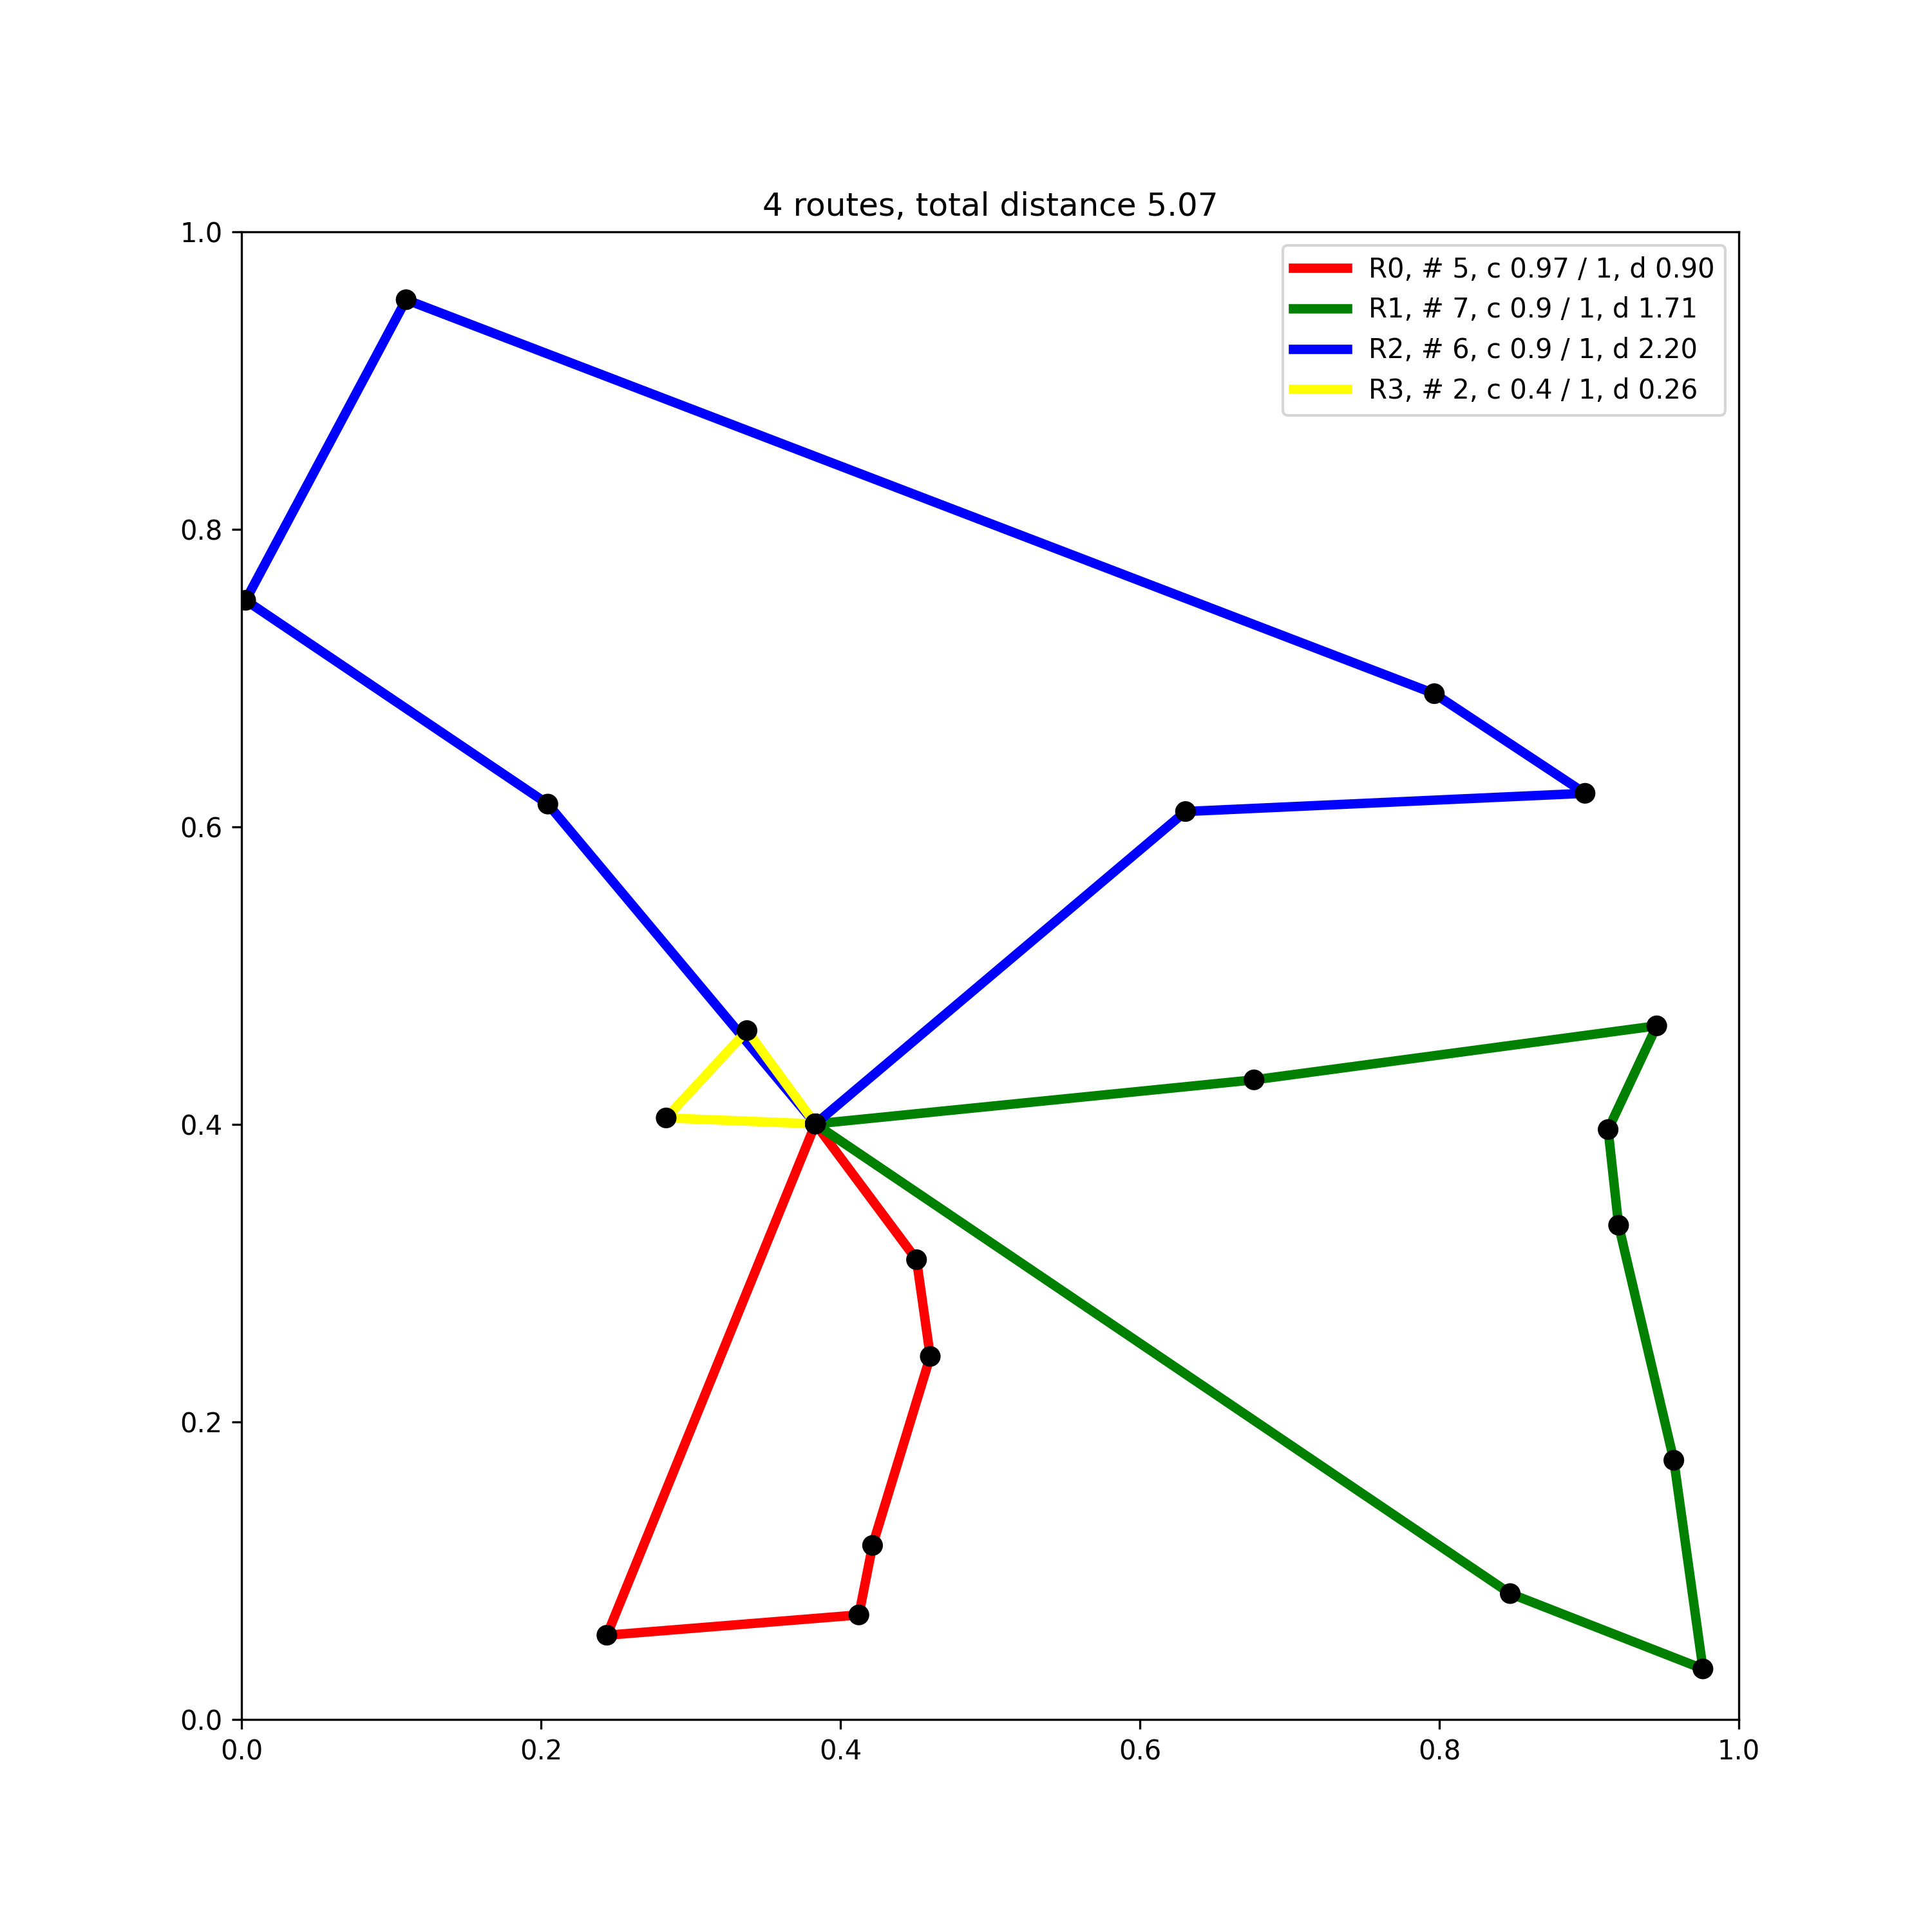 4 routes, total distance 5.07
1.0
0.8
0.6
0.4
0.2
0.0
0.0 0.2 0.4 0.6 0.8 1.0
R0, # 5, c 0.97 / 1, d 0.90
R1, # 7, c 0.9 / 1, d 1.71
R2, # 6, c 0.9 / 1, d 2.20
R3, # 2, c 0.4 / 1, d 0.26